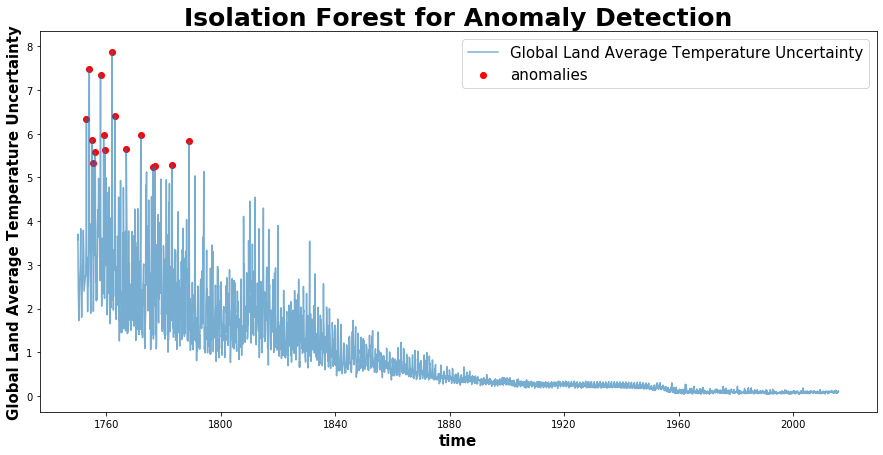 Isolation Forest for Anomaly Detection
Global Land Average Temperature Uncertainty
anomalies
Global Land Average Temperature Uncertainty
8
7
6
5
4
3
2
1
0
1760 1800 1840 1880 1920 1960 2000
time